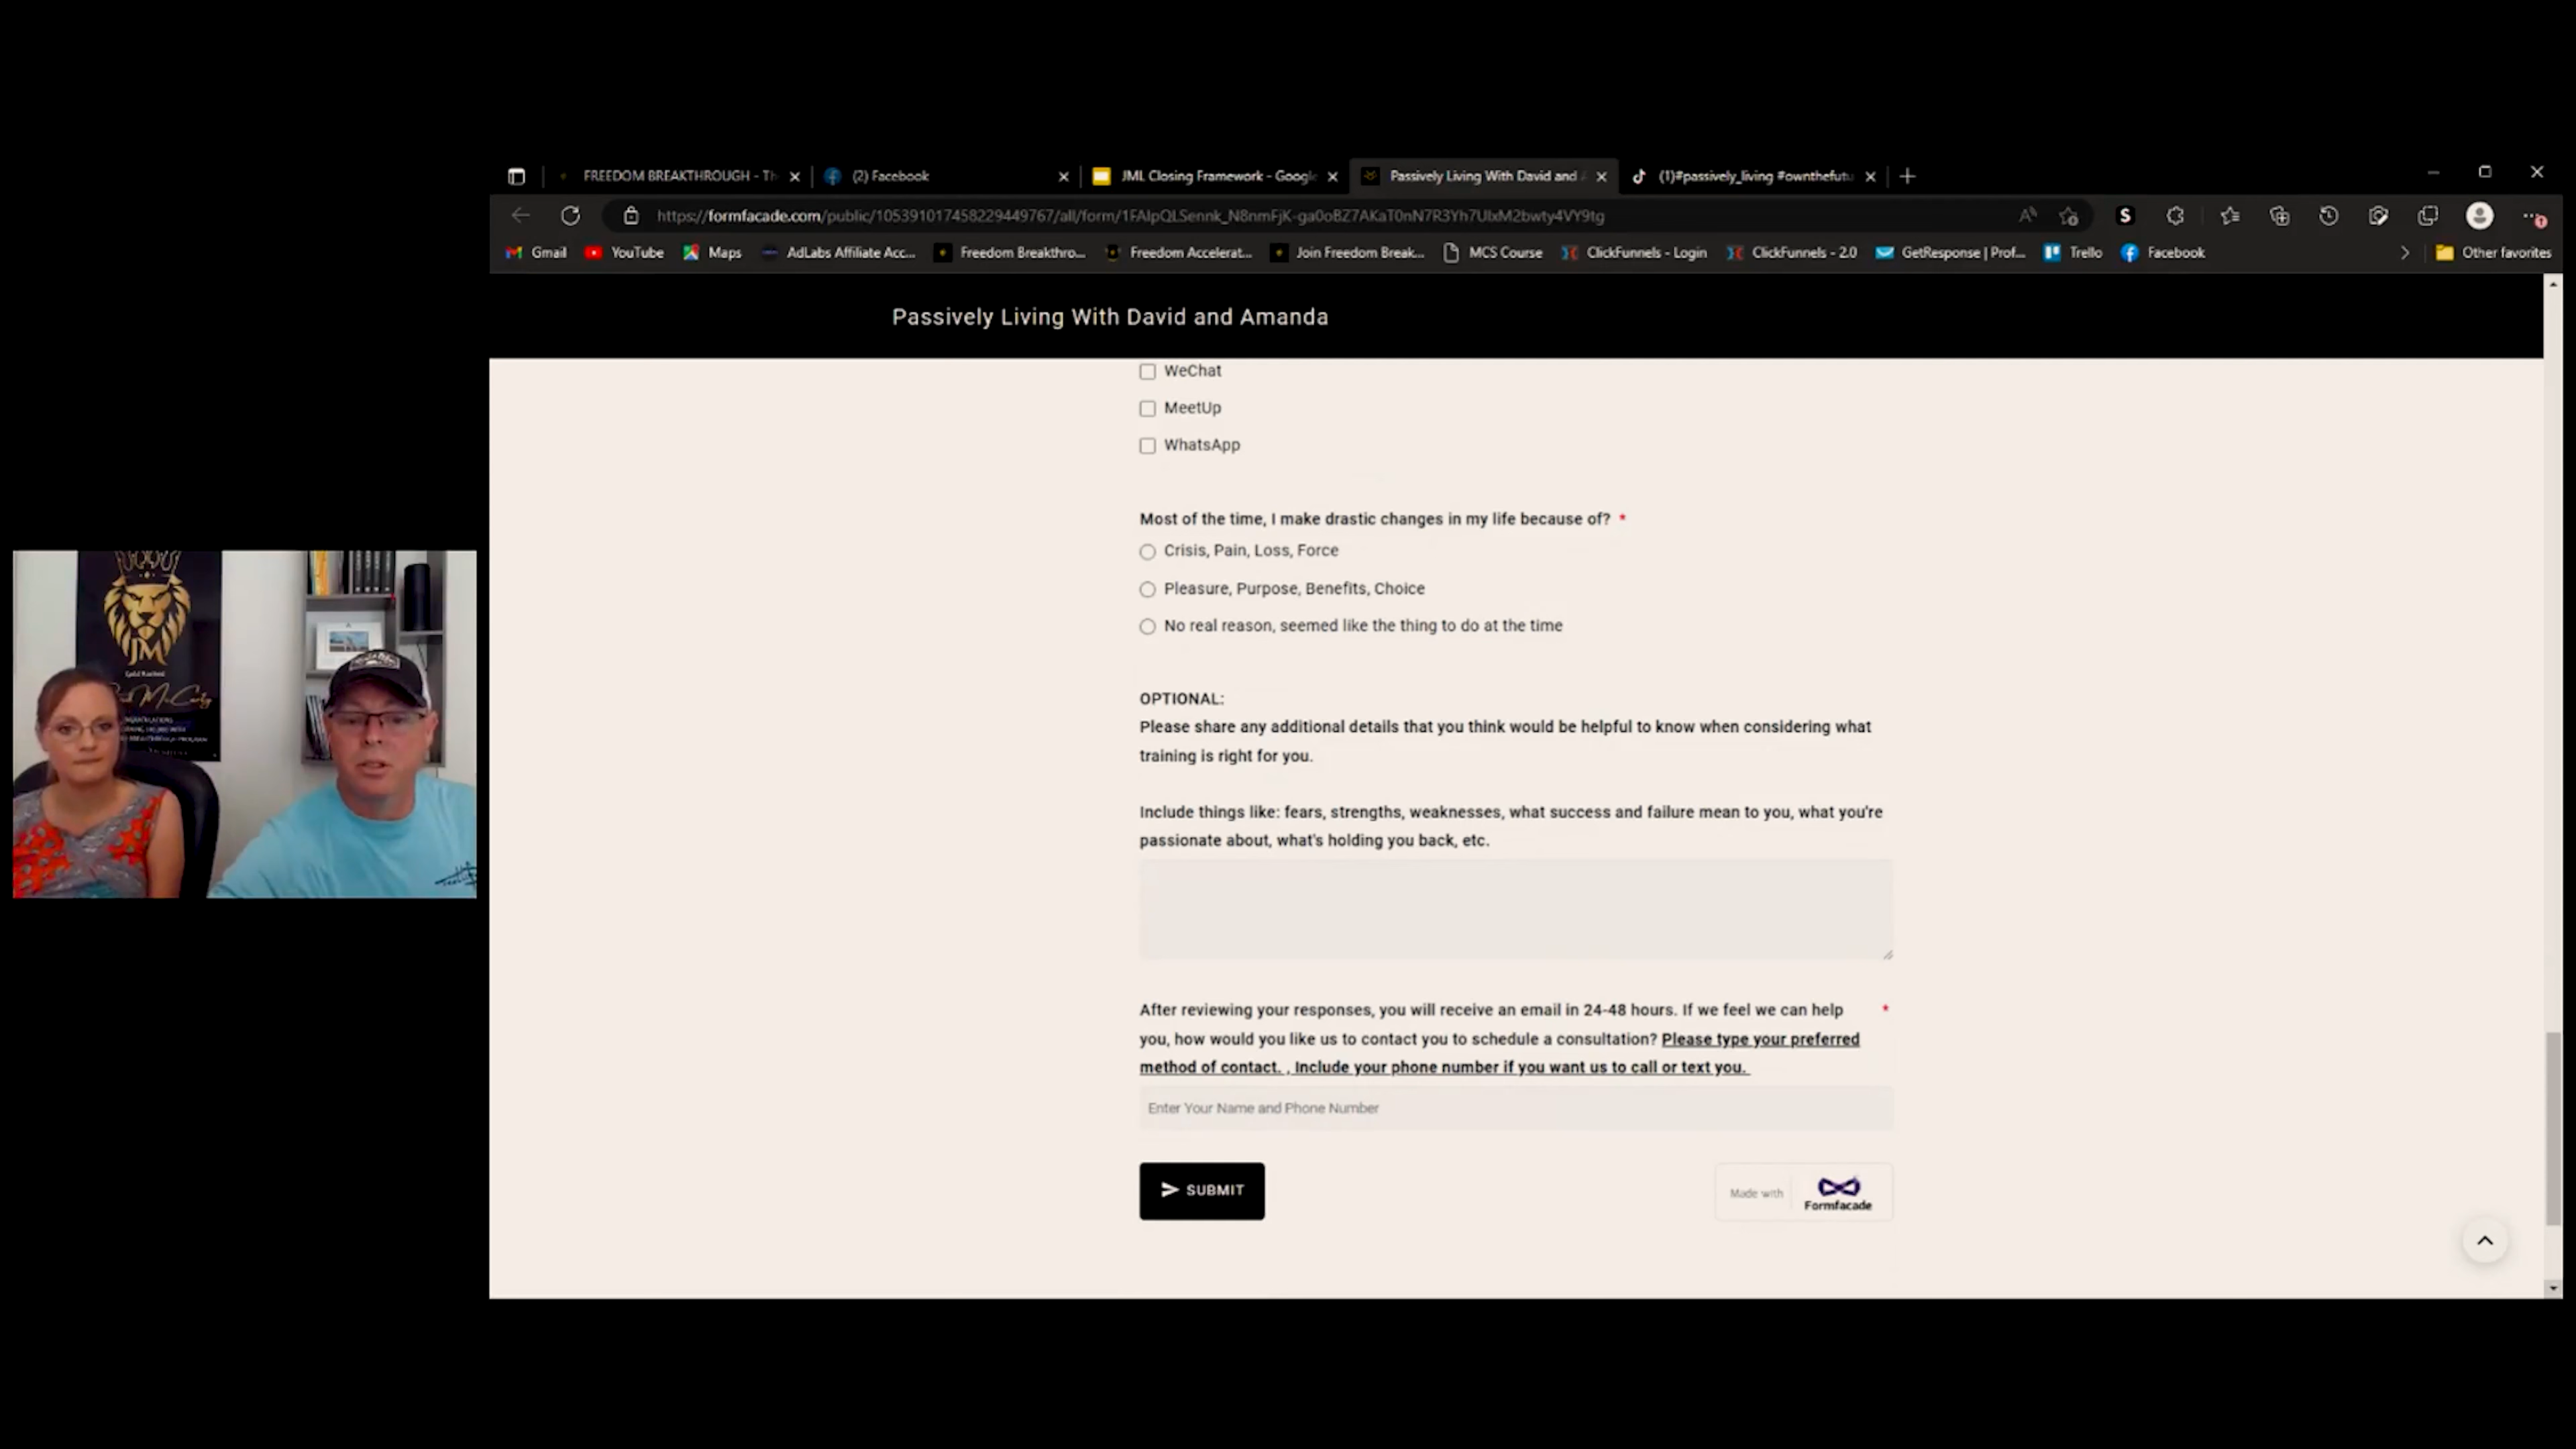 FREEDOM BREAKTHROUGH - Th
(2) Facebook
JML Closing Framework - Google
Passively Living With David and A
(1)#passively_living #ownthefutu
https://formfacade.com/public/105391017458229449767/all/form/1FAIpQLSennk_N8nmFjK-ga0oBZ7AKaT0nN7R3Yh7UlxM2bwty4VY9tg
Gmail
YouTube
Maps
AdLabs Affiliate Acc...
Freedom Breakthro...
Freedom Accelerat...
Join Freedom Break...
MCS Course
ClickFunnels - Login
ClickFunnels - 2.0
GetResponse | Prof...
Trello
Facebook
Other favorites
Passively Living With David and Amanda
WeChat
MeetUp
WhatsApp
Most of the time, I make drastic changes in my life because of? *
Crisis, Pain, Loss, Force
Pleasure, Purpose, Benefits, Choice
No real reason, seemed like the thing to do at the time
OPTIONAL:
Please share any additional details that you think would be helpful to know when considering what
training is right for you.
Include things like: fears, strengths, weaknesses, what success and failure mean to you, what you're
passionate about, what's holding you back, etc.
After reviewing your responses, you will receive an email in 24-48 hours. If we feel we can help *
you, how would you like us to contact you to schedule a consultation? Please type your preferred
method of contact. , Include your phone number if you want us to call or text you.
Enter Your Name and Phone Number
SUBMIT
Made with
Formfacade
JM